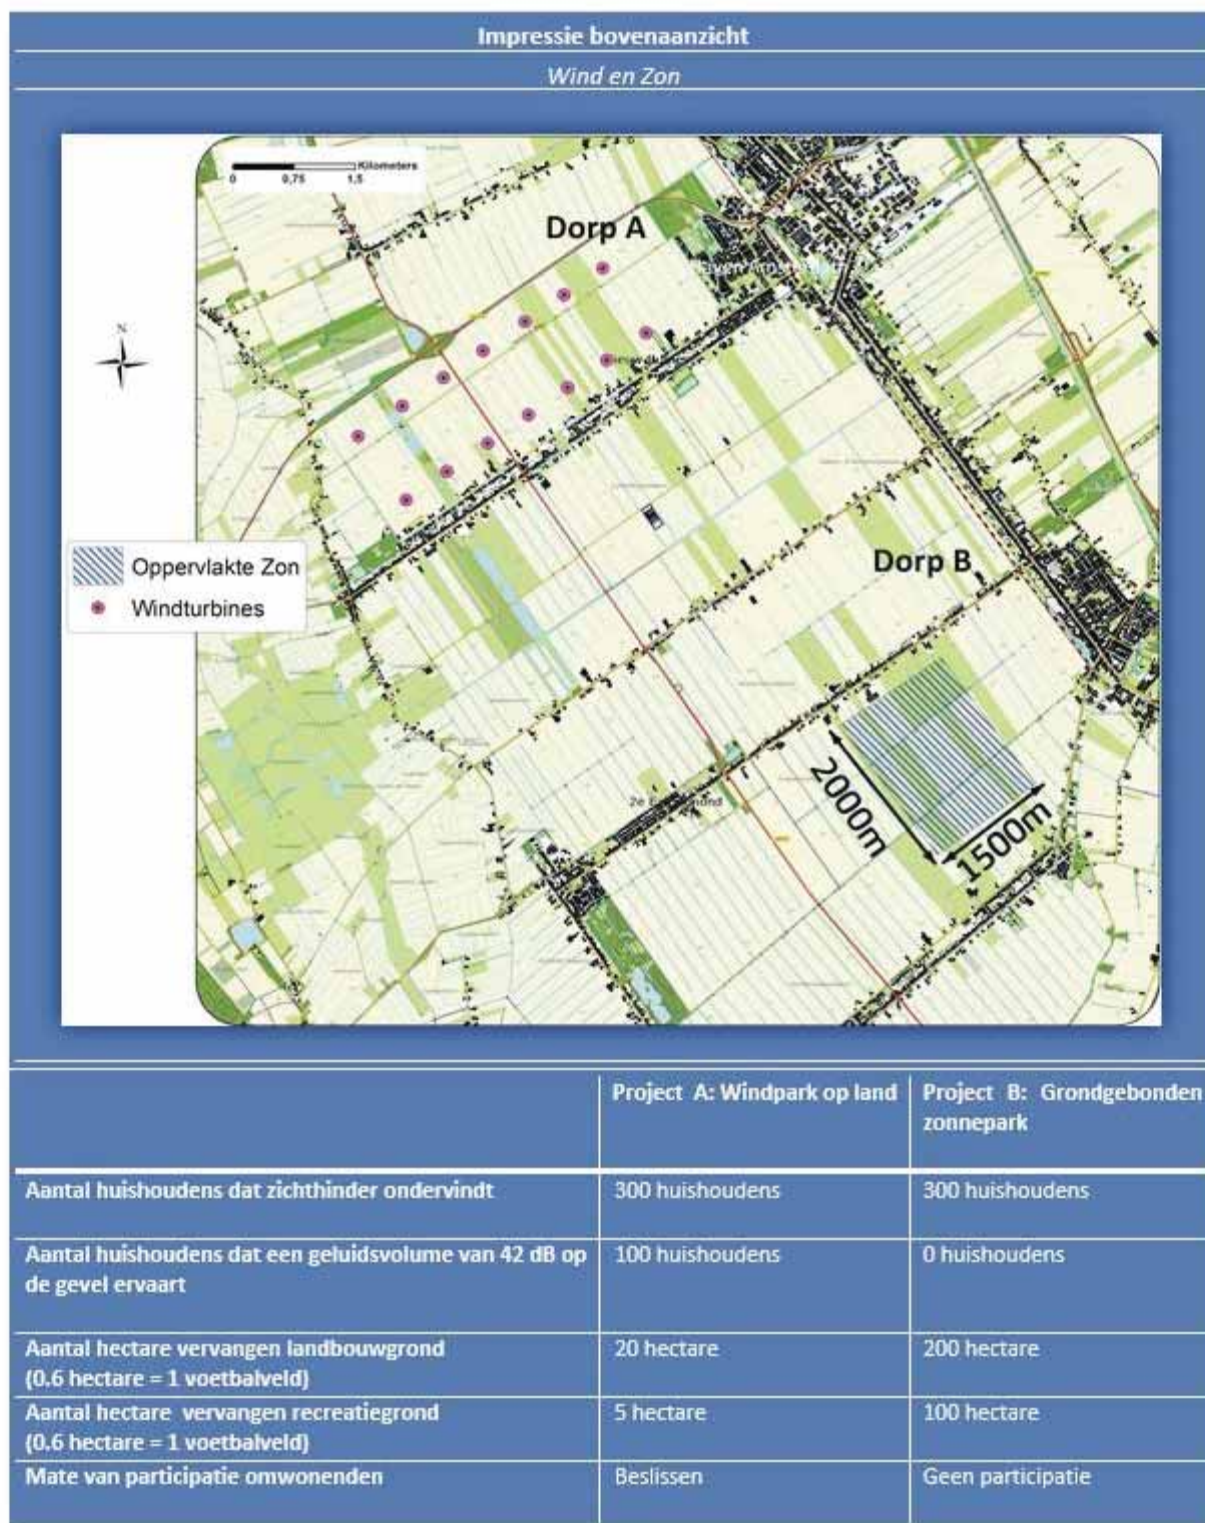 Impressie bovenaanzicht
Wind en Zon
Kilometers
0 0,75 1,5
Dorp A
N
Oppervlakte Zon
Windturbines
Dorp B
2000m
1500m
Project A: Windpark op land
Project B: Grondgebonden
zonnepark
Aantal huishoudens dat zichthinder ondervindt
300 huishoudens
300 huishoudens
Aantal huishoudens dat een geluidsvolume van 42 dB op
de gevel ervaart
100 huishoudens
0 huishoudens
Aantal hectare vervangen landbouwgrond
(0.6 hectare = 1 voetbalveld)
20 hectare
200 hectare
Aantal hectare vervangen recreatiegrond
(0.6 hectare = 1 voetbalveld)
5 hectare
100 hectare
Mate van participatie omwonenden
Beslissen
Geen participatie